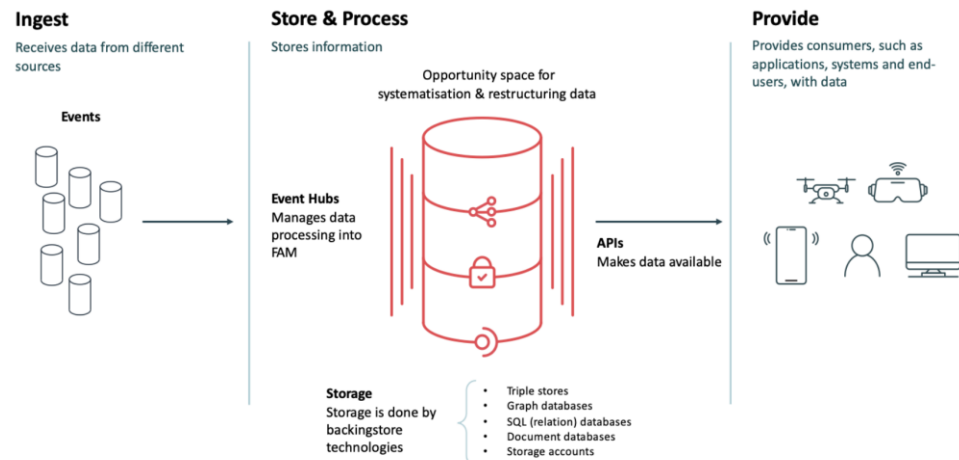 Ingest
Receives data from different
sources
Events
Store & Process
Stores information
Opportunity space for
systematisation & restructuring data
Event Hubs
Manages data
processing into
FAM
APIs
Makes data available
Storage
Storage is done by
backingstore
technologies
• Triple stores
• Graph databases
• SQL (relation) databases
• Document databases
• Storage accounts
Provide
Provides consumers, such as
applications, systems and end-
users, with data